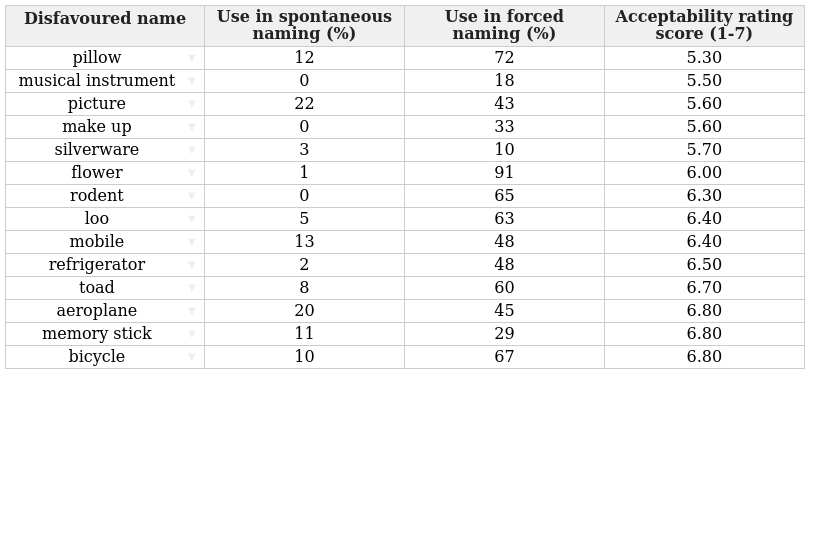 Disfavoured name Use in spontaneous naming (%) Use in forced naming (%) Acceptability rating score (1-7)
pillow 12 72 5.30
musical instrument 0 18 5.50
picture 22 43 5.60
make up 0 33 5.60
silverware 3 10 5.70
flower 1 91 6.00
rodent 0 65 6.30
loo 5 63 6.40
mobile 13 48 6.40
refrigerator 2 48 6.50
toad 8 60 6.70
aeroplane 20 45 6.80
memory stick 11 29 6.80
bicycle 10 67 6.80